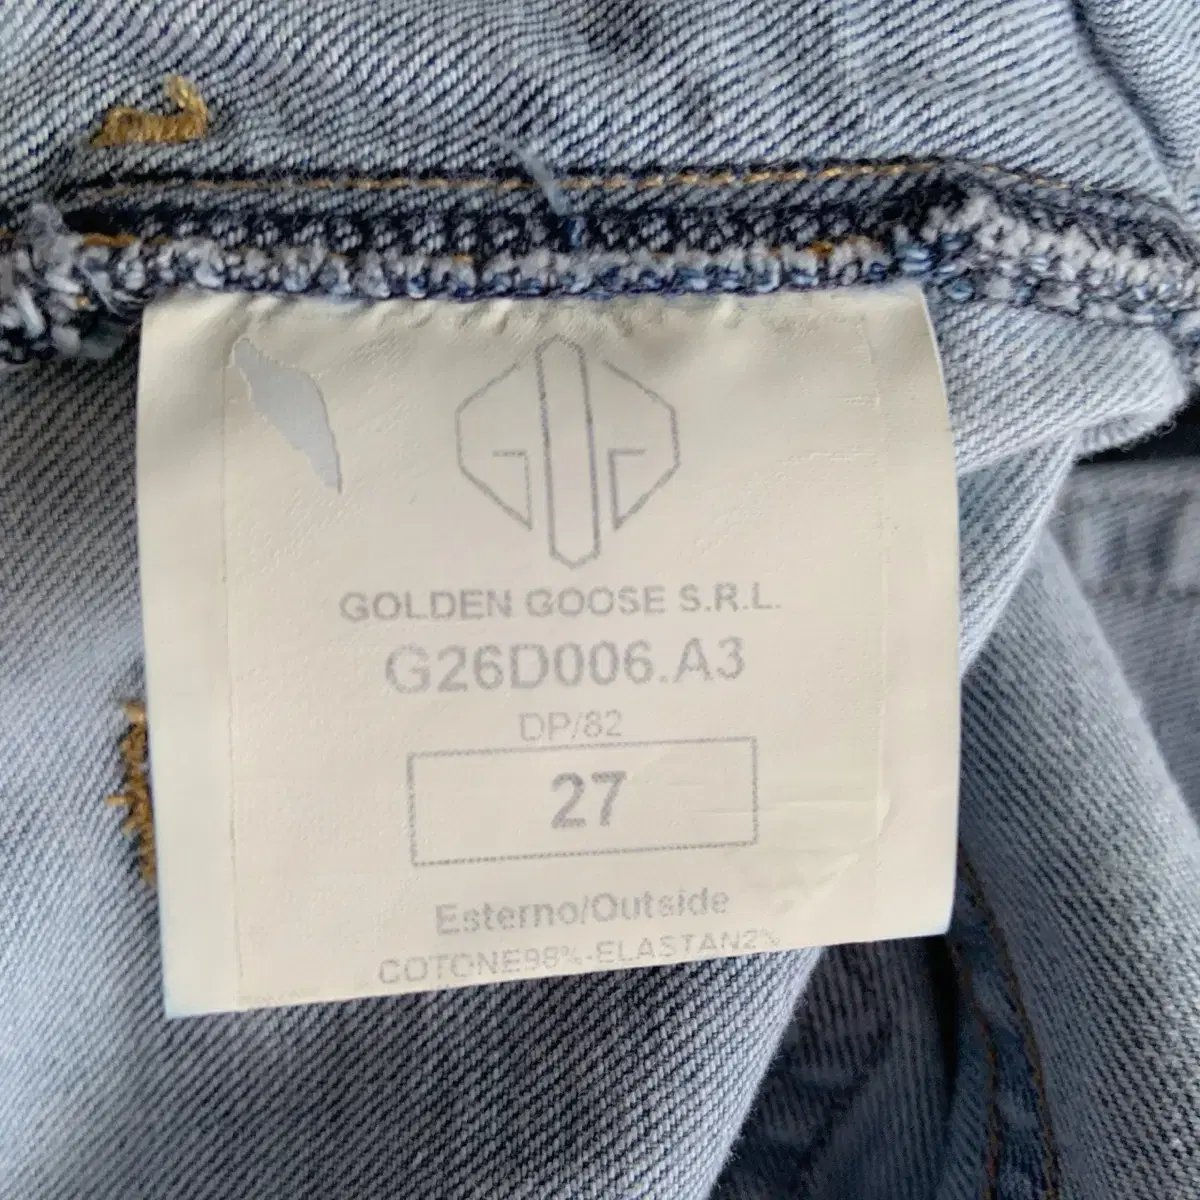 GOLDEN GOOSE S.R.L.
G26D006.A3
DP/82
27
Esterno/Outside
COTONE98%-ELASTAN2%